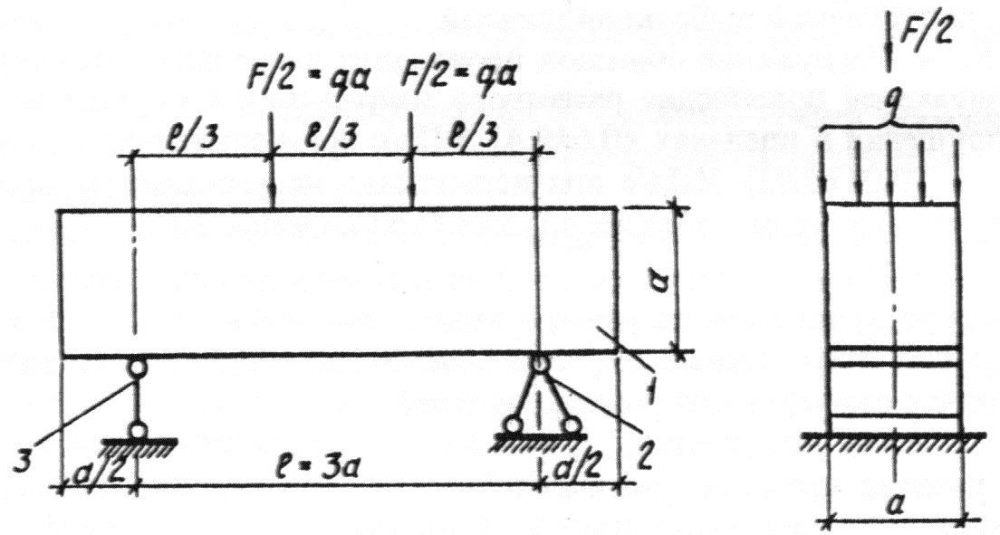 F/2 = qa F/2 = qa
ℓ/3 ℓ/3 ℓ/3
a
1
3
2
a/2
ℓ = 3a
a/2
F/2
q
a